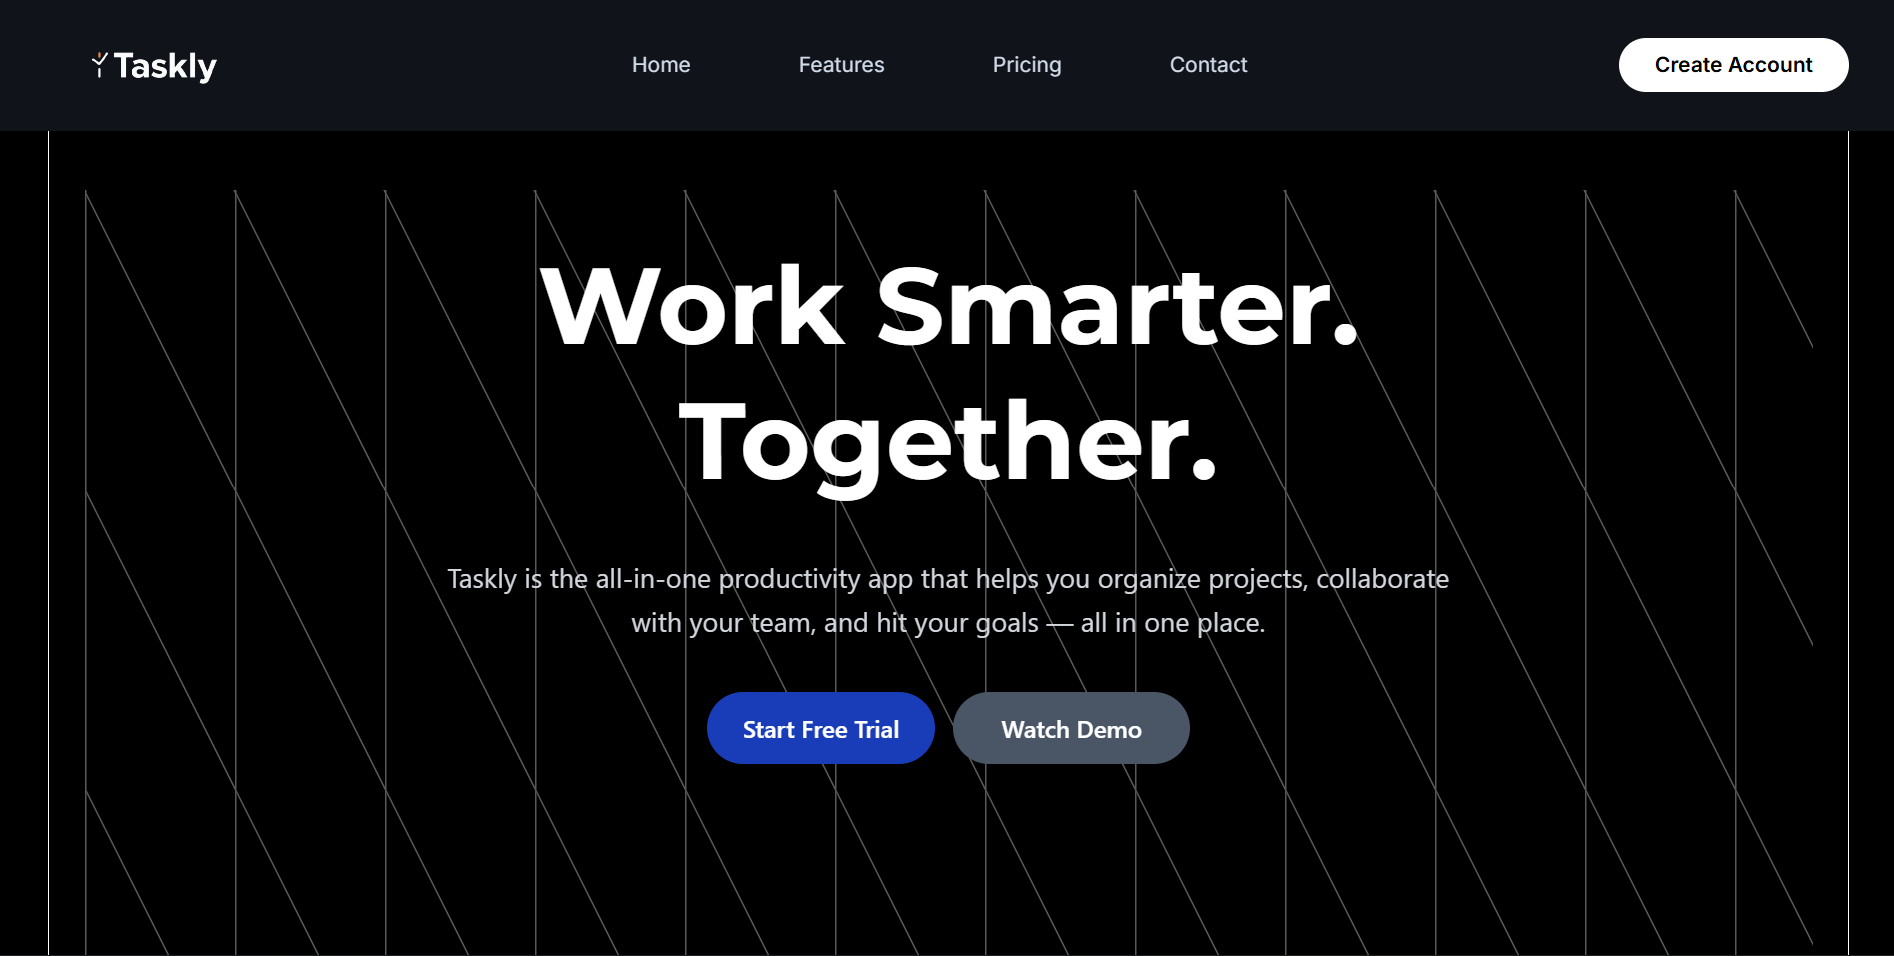 Taskly
Home
Features
Pricing
Contact
Create Account
Work Smarter.
Together.
Taskly is the all-in-one productivity app that helps you organize projects, collaborate
with your team, and hit your goals — all in one place.
Start Free Trial
Watch Demo